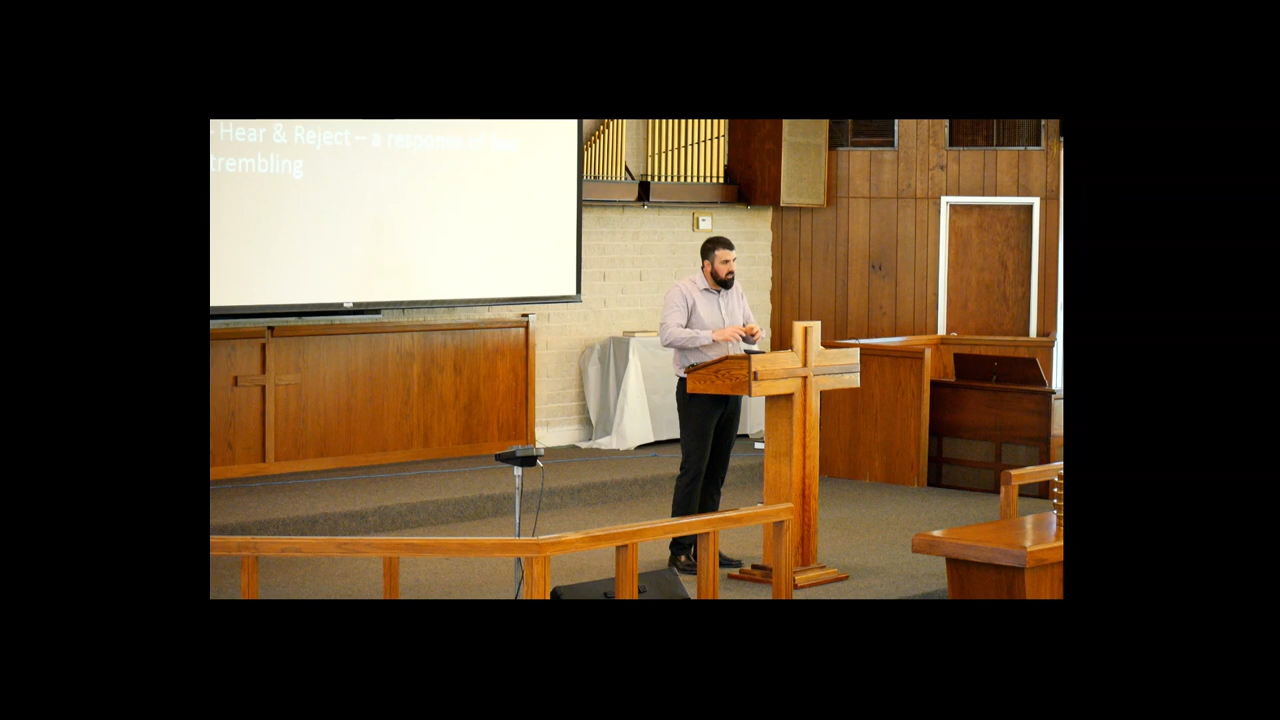 - Hear & Reject – a response of
trembling